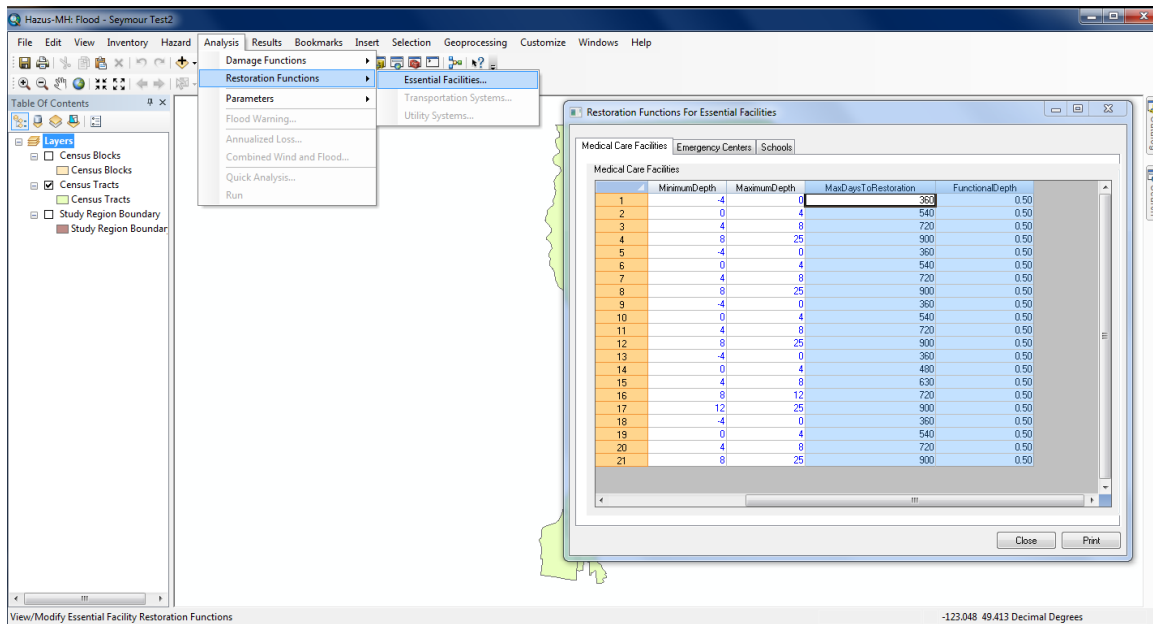 Hazus-MH: Flood - Seymour Test2
File Edit View Inventory Hazard Analysis Results Bookmarks Insert Selection Geoprocessing Customize Windows Help
Damage Functions
Restoration Functions
Parameters
Flood Warning...
Annualized Loss...
Combined Wind and Flood...
Quick Analysis...
Run
Essential Facilities...
Transportation Systems...
Utility Systems...
Table Of Contents
Layers
Census Blocks
Census Blocks
Census Tracts
Census Tracts
Study Region Boundary
Study Region Boundar
Restoration Functions For Essential Facilities
Medical Care Facilities Emergency Centers Schools
Medical Care Facilities
MinimumDepth MaximumDepth MaxDaysToRestoration FunctionalDepth
1 -4 0 360 0.50
2 0 4 540 0.50
3 4 8 720 0.50
4 8 25 900 0.50
5 -4 0 360 0.50
6 0 4 540 0.50
7 4 8 720 0.50
8 8 25 900 0.50
9 -4 0 360 0.50
10 0 4 540 0.50
11 4 8 720 0.50
12 8 25 900 0.50
13 -4 0 360 0.50
14 0 4 480 0.50
15 4 8 630 0.50
16 8 12 720 0.50
17 12 25 900 0.50
18 -4 0 360 0.50
19 0 4 540 0.50
20 4 8 720 0.50
21 8 25 900 0.50
Close Print
View/Modify Essential Facility Restoration Functions
-123.048 49.413 Decimal Degrees